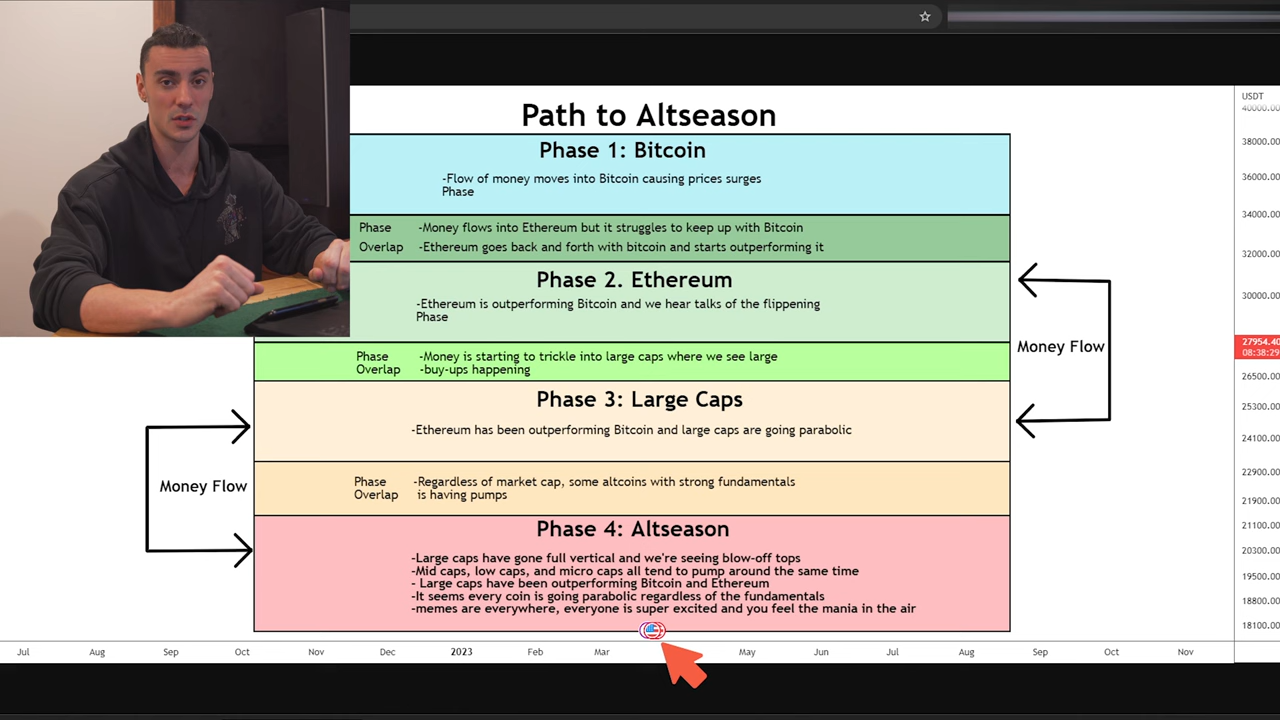 Path to Altseason
Phase 1: Bitcoin
-Flow of money moves into Bitcoin causing prices surges
Phase
Phase -Money flows into Ethereum but it struggles to keep up with Bitcoin
Overlap -Ethereum goes back and forth with bitcoin and starts outperforming it
Phase 2. Ethereum
-Ethereum is outperforming Bitcoin and we hear talks of the flippening
Phase
Phase -Money is starting to trickle into large caps where we see large
Overlap -buy-ups happening
Phase 3: Large Caps
-Ethereum has been outperforming Bitcoin and large caps are going parabolic
Phase -Regardless of market cap, some altcoins with strong fundamentals
Overlap is having pumps
Phase 4: Altseason
-Large caps have gone full vertical and we're seeing blow-off tops
-Mid caps, low caps, and micro caps all tend to pump around the same time
- Large caps have been outperforming Bitcoin and Ethereum
-It seems every coin is going parabolic regardless of the fundamentals
-memes are everywhere, everyone is super excited and you feel the mania in the air
Money Flow
Money Flow
USDT
40000.00
38000.00
36000.00
34000.00
32000.00
30000.00
27954.40
08:38:29
26500.00
25300.00
24100.00
22900.00
21900.00
21100.00
20300.00
19500.00
18800.00
18100.00
Jul Aug Sep Oct Nov Dec 2023 Feb Mar May Jun Jul Aug Sep Oct Nov